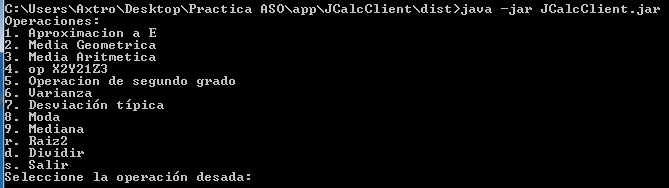 C:\Users\Axtro\Desktop\Practica ASO\app\JCalcClient\dist>java -jar JCalcClient.jar
Operaciones:
1. Aproximacion a E
2. Media Geometrica
3. Media Aritmetica
4. op X2Y21Z3
5. Operacion de segundo grado
6. Varianza
7. Desviación típica
8. Moda
9. Mediana
r. Raiz2
d. Dividir
s. Salir
Seleccione la operación desada: